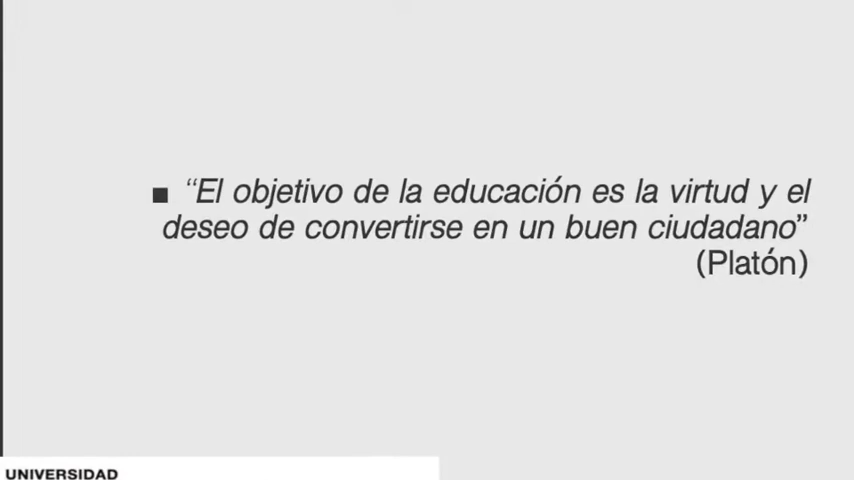 ■ “El objetivo de la educación es la virtud y el
deseo de convertirse en un buen ciudadano”
(Platón)
UNIVERSIDAD